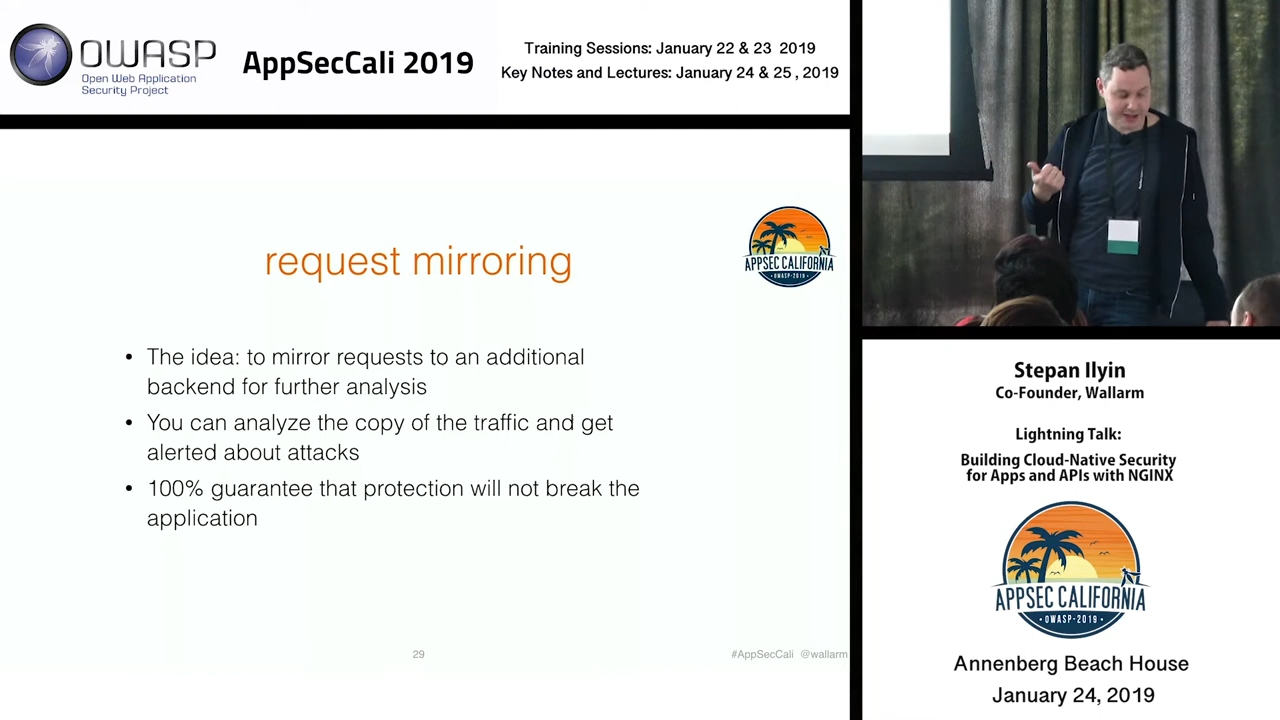 OWASP
Open Web Application
Security Project
AppSecCali 2019
Training Sessions: January 22 & 23 2019
Key Notes and Lectures: January 24 & 25, 2019
request mirroring
APPSEC CALIFORNIA
• OWASP-2019 •
• The idea: to mirror requests to an additional
backend for further analysis
• You can analyze the copy of the traffic and get
alerted about attacks
• 100% guarantee that protection will not break the
application
29
#AppSecCali @wallarm
Stepan Ilyin
Co-Founder, Wallarm
Lightning Talk:
Building Cloud-Native Security
for Apps and APIs with NGINX
APPSEC CALIFORNIA
• OWASP-2019 •
Annenberg Beach House
January 24, 2019